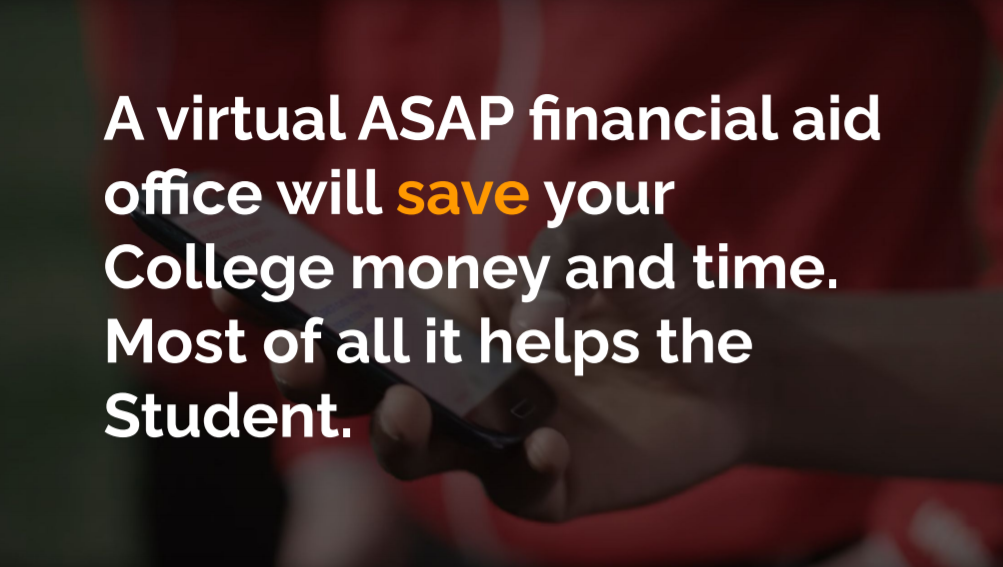 A virtual ASAP financial aid
office will save your
College money and time.
Most of all it helps the
Student.